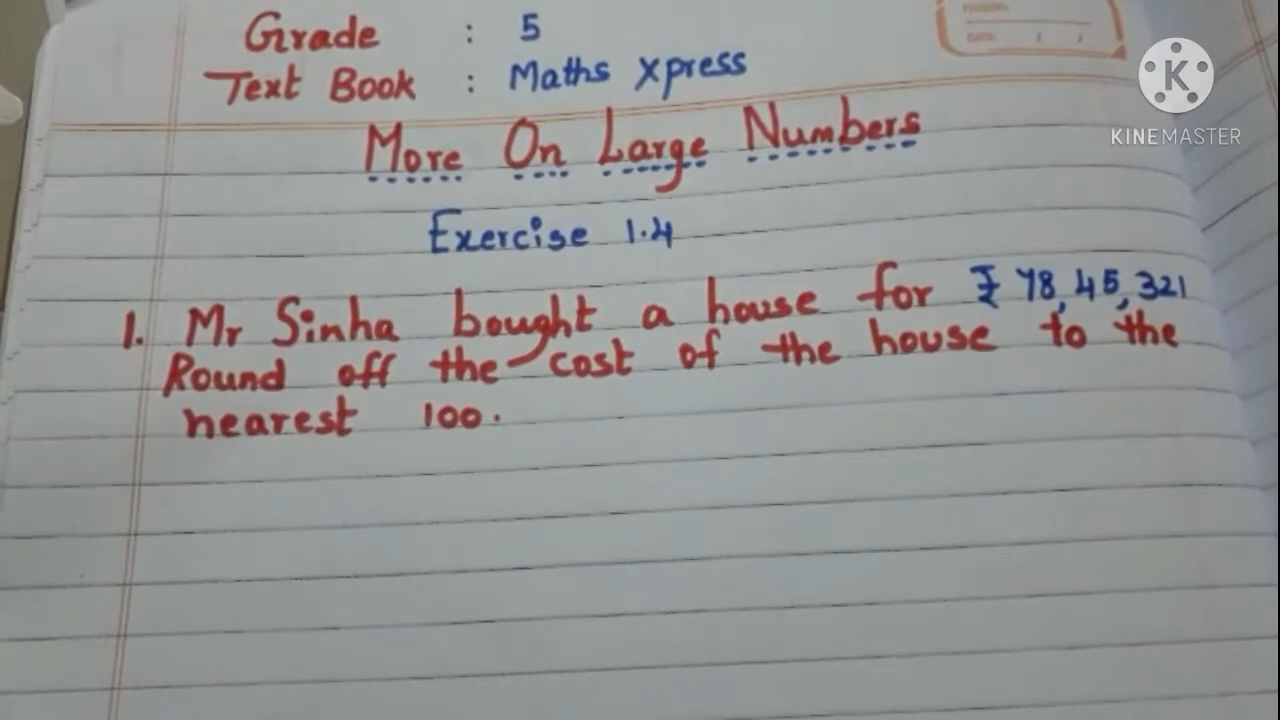 Grade : 5
Text Book : Maths Xpress
More On Large Numbers
Exercise 1.4
1. Mr Sinha bought a house for ₹ 78,45,321
Round off the cost of the house to the
nearest 100.
KINEMASTER